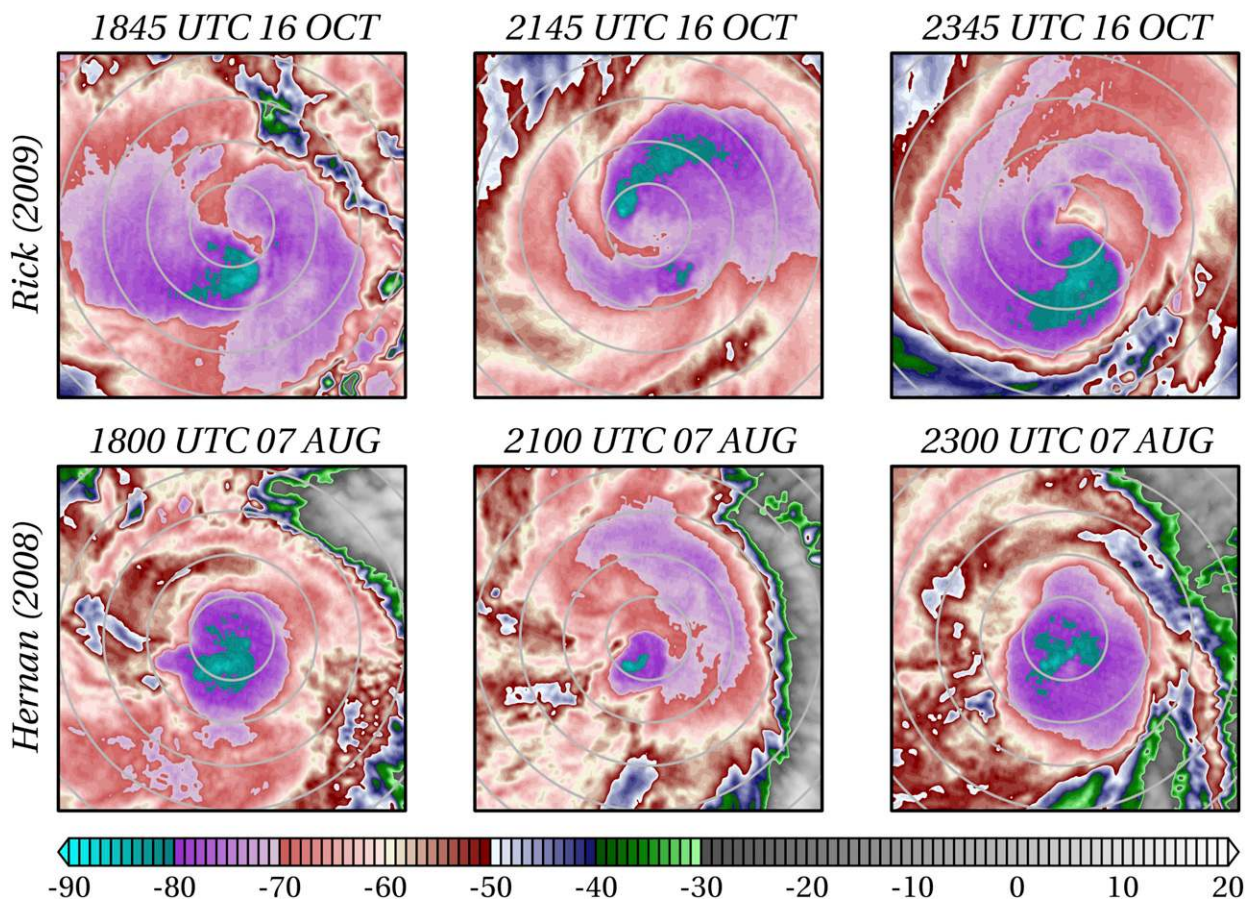 1845 UTC 16 OCT
2145 UTC 16 OCT
2345 UTC 16 OCT
Rick (2009)
1800 UTC 07 AUG
2100 UTC 07 AUG
2300 UTC 07 AUG
Hernan (2008)
-90 -80 -70 -60 -50 -40 -30 -20 -10 0 10 20